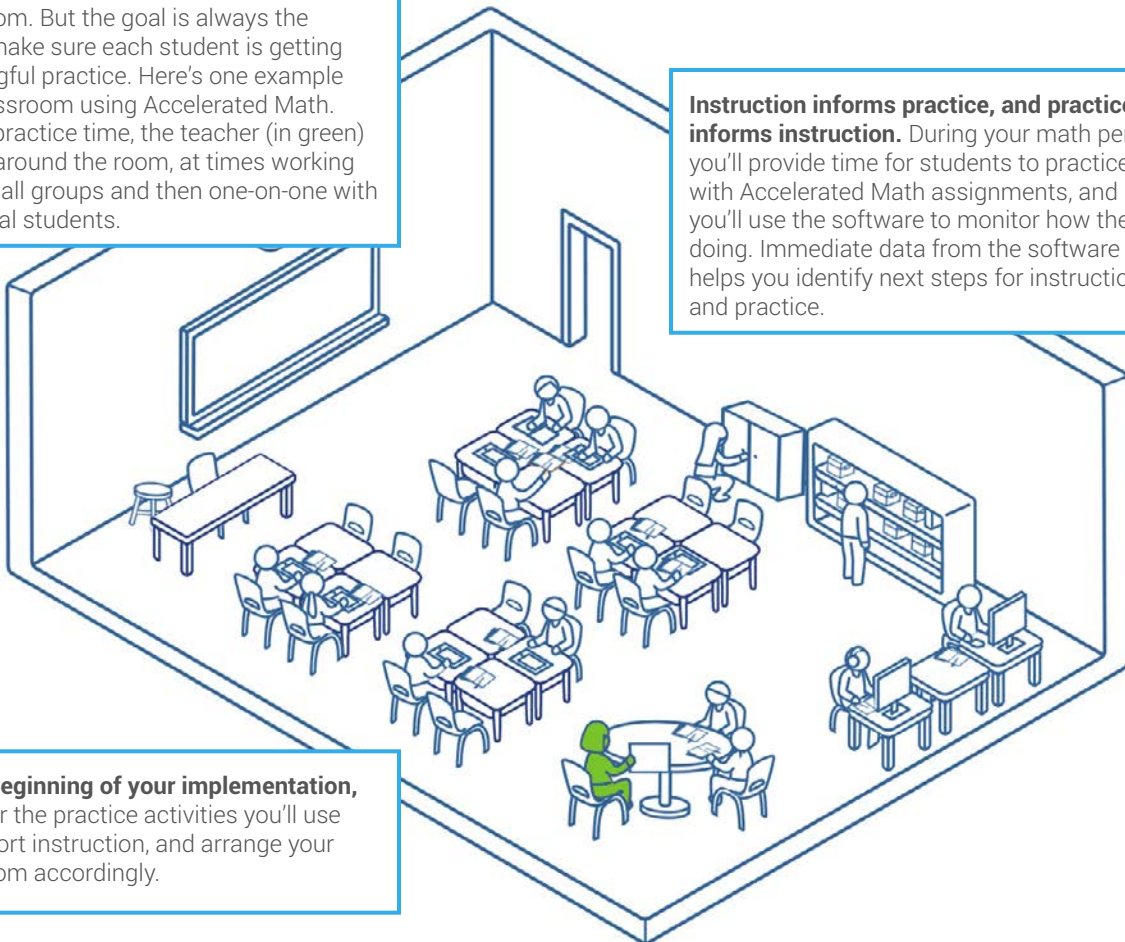 om. But the goal is always the
make sure each student is getting
gful practice. Here’s one example
ssroom using Accelerated Math.
practice time, the teacher (in green)
around the room, at times working
all groups and then one-on-one with
al students.
Instruction informs practice, and practice
informs instruction. During your math per
you’ll provide time for students to practice
with Accelerated Math assignments, and
you’ll use the software to monitor how the
doing. Immediate data from the software
helps you identify next steps for instructio
and practice.
eginning of your implementation,
r the practice activities you’ll use
ort instruction, and arrange your
om accordingly.